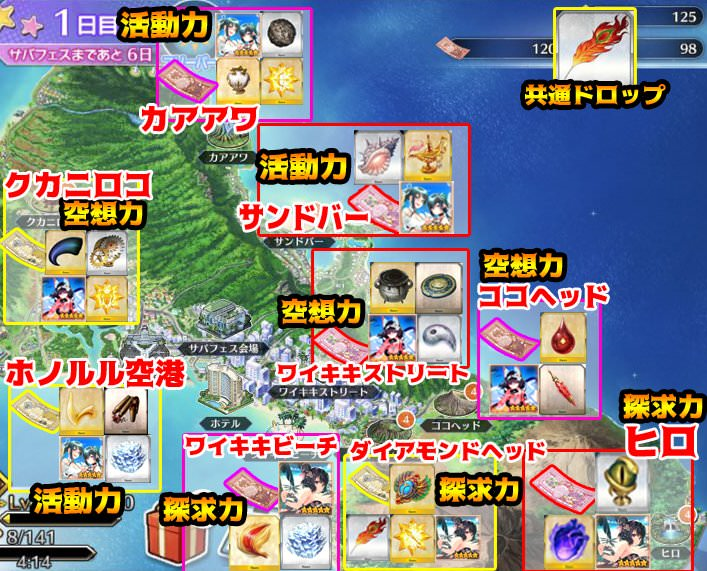 1日目
活動力
125
サバフェスまであと 6日
120
98
共通ドロップ
カアアワ
カアアワ
活動力
クカニロコ
空想力
サンドバー
サンドバー
空想力
ココヘッド
空想力
サバフェス会場
ホノルル空港
ワイキキストリート
ワイキキストリート
ホテル
4
ココヘッド
4
探求力
ヒロ
ワイキキビーチ
ダイアモンドヘッド
活動力
探求力
探求力
Lv
0
8/141
4:14
4
ヒロ